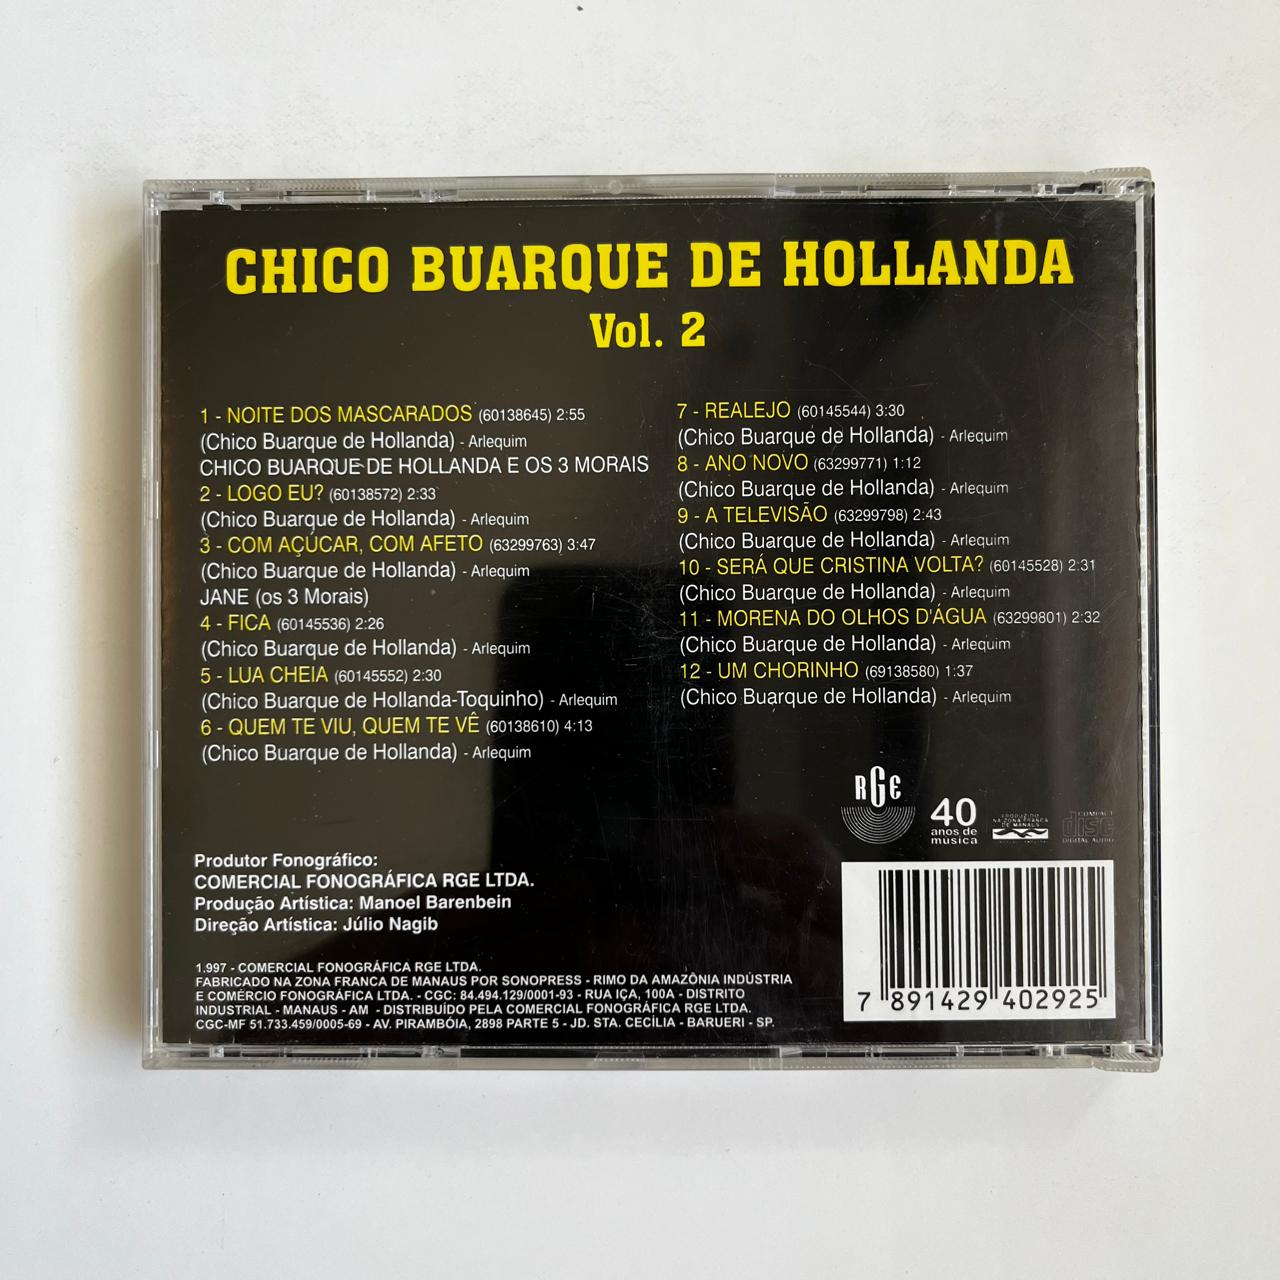 CHICO BUARQUE DE HOLLANDA
Vol. 2
1 - NOITE DOS MASCARADOS (60138645) 2:55
(Chico Buarque de Hollanda) - Arlequim
CHICO BUARQUE DE HOLLANDA E OS 3 MORAIS
2 - LOGO EU? (60138572) 2:33
(Chico Buarque de Hollanda) - Arlequim
3 - COM AÇÚCAR, COM AFETO (63299763) 3:47
(Chico Buarque de Hollanda) - Arlequim
JANE (os 3 Morais)
4 - FICA (60145536) 2:26
(Chico Buarque de Hollanda) - Arlequim
5 - LUA CHEIA (60145552) 2:30
(Chico Buarque de Hollanda-Toquinho) - Arlequim
6 - QUEM TE VIU, QUEM TE VÊ (60138610) 4:13
(Chico Buarque de Hollanda) - Arlequim
7 - REALEJO (60145544) 3:30
(Chico Buarque de Hollanda) - Arlequim
8 - ANO NOVO (63299771) 1:12
(Chico Buarque de Hollanda) - Arlequim
9 - A TELEVISÃO (63299798) 2:43
(Chico Buarque de Hollanda) - Arlequim
10 - SERÁ QUE CRISTINA VOLTA? (60145528) 2:31
(Chico Buarque de Hollanda) - Arlequim
11 - MORENA DO OLHOS D'ÁGUA (63299801) 2:32
(Chico Buarque de Hollanda) - Arlequim
12 - UM CHORINHO (69138580) 1:37
(Chico Buarque de Hollanda) - Arlequim
RGE
40
anos de
música
PRODUZIDO
NA ZONA FRANCA
DE MANAUS
COMPACT
disc
DIGITAL AUDIO
Produtor Fonográfico:
COMERCIAL FONOGRÁFICA RGE LTDA.
Produção Artística: Manoel Barenbein
Direção Artística: Júlio Nagib
1.997 - COMERCIAL FONOGRÁFICA RGE LTDA.
FABRICADO NA ZONA FRANCA DE MANAUS POR SONOPRESS - RIMO DA AMAZÔNIA INDÚSTRIA
E COMÉRCIO FONOGRÁFICA LTDA. - CGC: 84.494.129/0001-93 - RUA IÇA, 100A - DISTRITO
INDUSTRIAL - MANAUS - AM - DISTRIBUÍDO PELA COMERCIAL FONOGRÁFICA RGE LTDA.
CGC-MF 51.733.459/0005-69 - AV. PIRAMBÓIA, 2898 PARTE 5 - JD. STA. CECÍLIA - BARUERI - SP.
7 891429 402925